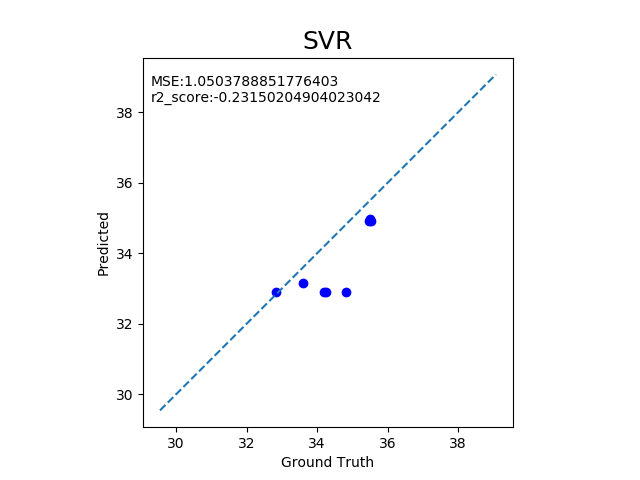 SVR
MSE:1.0503788851776403
r2_score:-0.23150204904023042
38
36
34
32
30
Predicted
30 32 34 36 38
Ground Truth